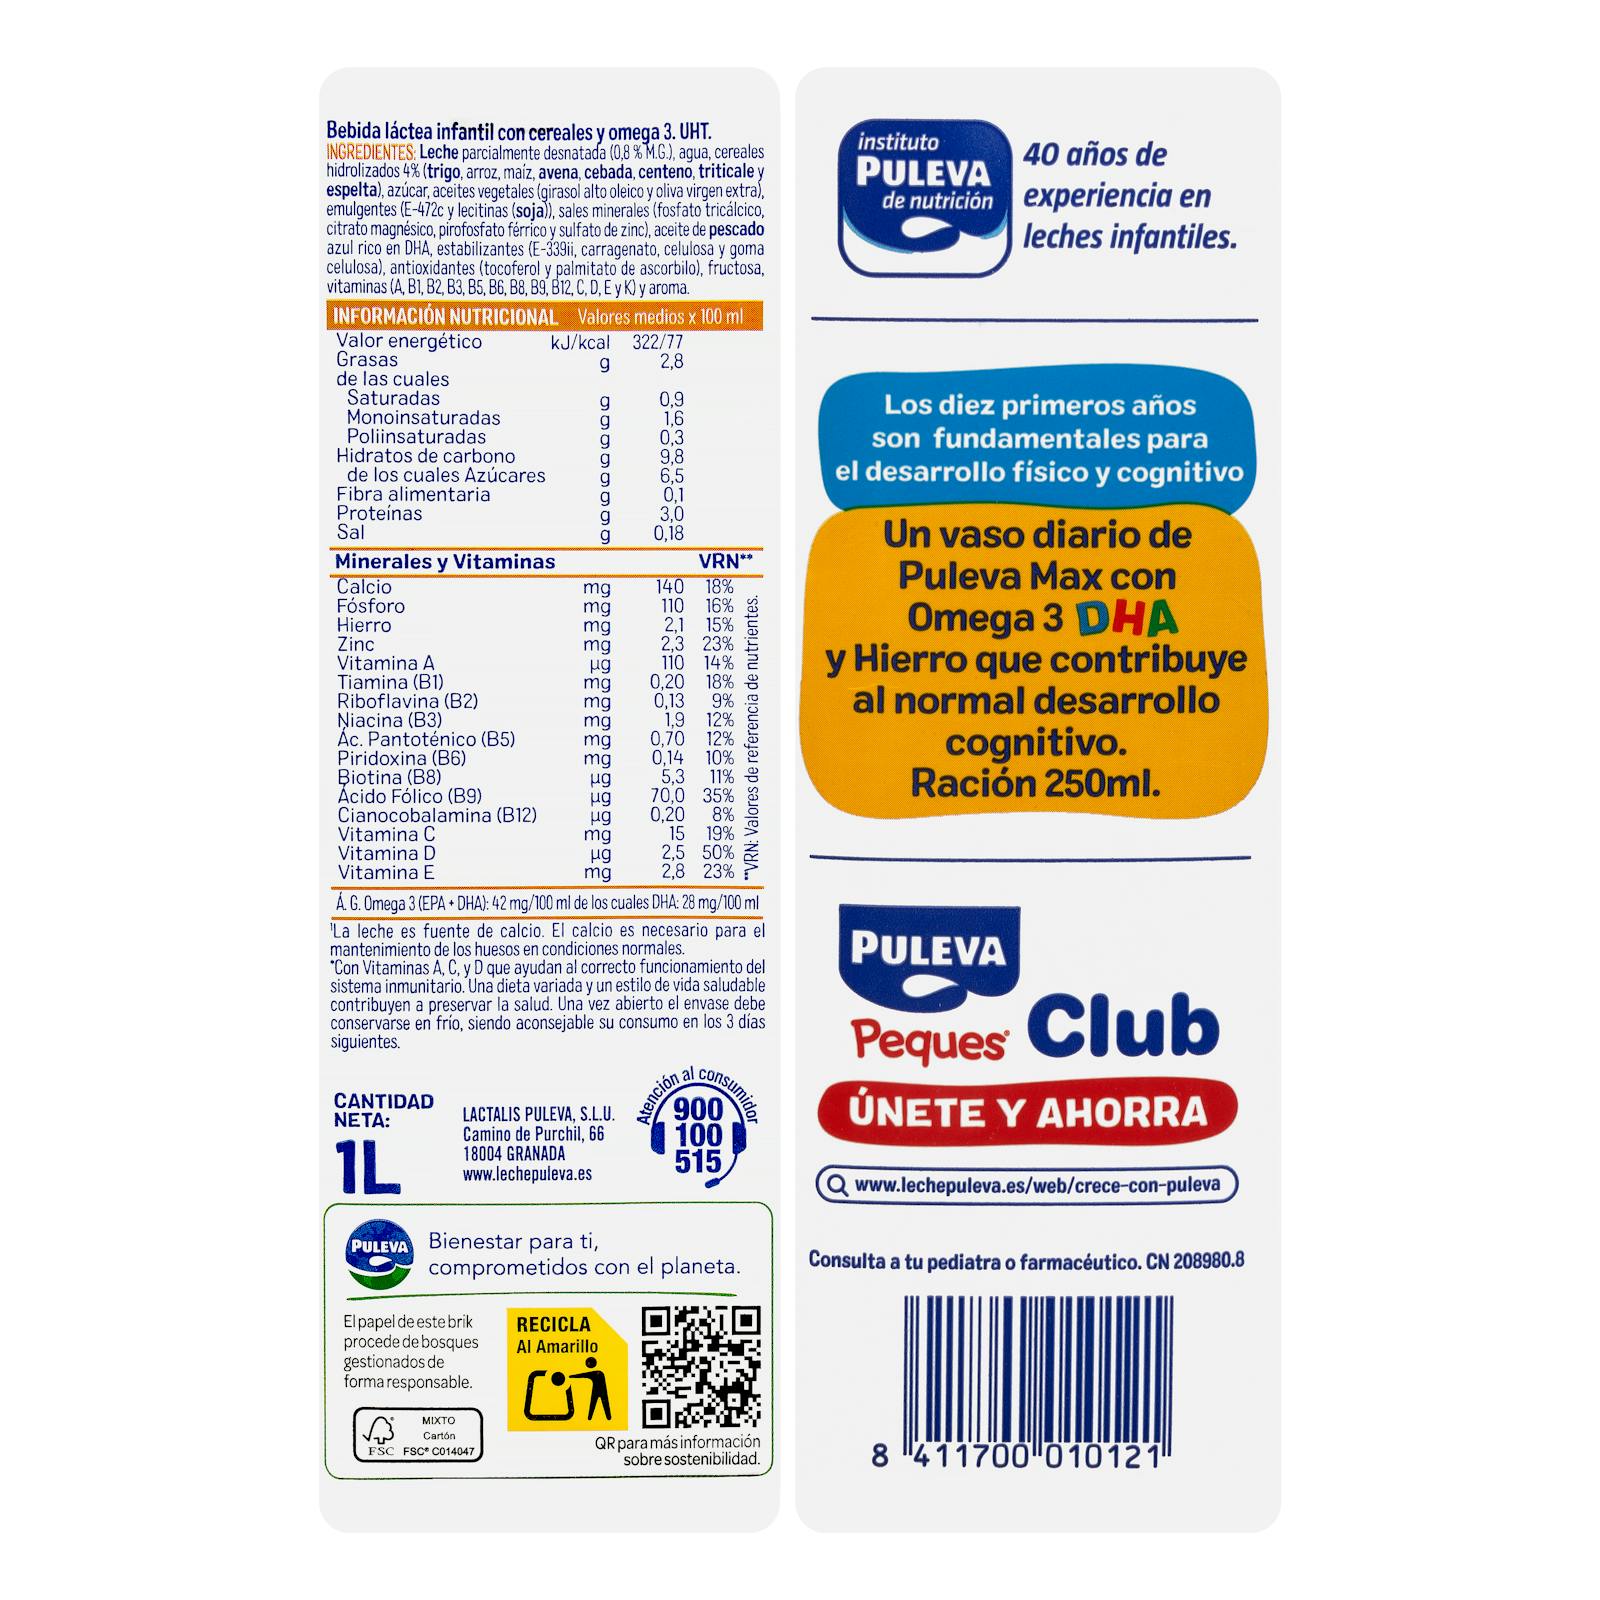 Bebida láctea infantil con cereales y omega 3. UHT.
INGREDIENTES: Leche parcialmente desnatada (0,8 % M.G.), agua, cereales
hidrolizados 4% (trigo, arroz, maíz, avena, cebada, centeno, triticale y
espelta), azúcar, aceites vegetales (girasol alto oleico y oliva virgen extra),
emulgentes (E-472c y lecitinas (soja)), sales minerales (fosfato tricálcico,
citrato magnésico, pirofosfato férrico y sulfato de zinc), aceite de pescado
azul rico en DHA, estabilizantes (E-339ii, carragenato, celulosa y goma
celulosa), antioxidantes (tocoferol y palmitato de ascorbilo), fructosa,
vitaminas (A, B1, B2, B3, B5, B6, B8, B9, B12, C, D, E y K) y aroma.
INFORMACIÓN NUTRICIONAL Valores medios x 100 ml
Valor energético kJ/kcal 322/77
Grasas g 2,8
de las cuales
Saturadas g 0,9
Monoinsaturadas g 1,6
Poliinsaturadas g 0,3
Hidratos de carbono g 9,8
de los cuales Azúcares g 6,5
Fibra alimentaria g 0,1
Proteínas g 3,0
Sal g 0,18
Minerales y Vitaminas VRN**
Calcio mg 140 18%
Fósforo mg 110 16%
Hierro mg 2,1 15%
Zinc mg 2,3 23%
Vitamina A µg 110 14%
Tiamina (B1) mg 0,20 18%
Riboflavina (B2) mg 0,13 9%
Niacina (B3) mg 1,9 12%
Ác. Pantoténico (B5) mg 0,70 12%
Piridoxina (B6) mg 0,14 10%
Biotina (B8) µg 5,3 11%
Ácido Fólico (B9) µg 70,0 35%
Cianocobalamina (B12) µg 0,20 8%
Vitamina C mg 15 19%
Vitamina D µg 2,5 50%
Vitamina E mg 2,8 23%
**VRN: Valores de referencia de nutrientes.
Á. G. Omega 3 (EPA + DHA): 42 mg/100 ml de los cuales DHA: 28 mg/100 ml
¹La leche es fuente de calcio. El calcio es necesario para el
mantenimiento de los huesos en condiciones normales.
*Con Vitaminas A, C, y D que ayudan al correcto funcionamiento del
sistema inmunitario. Una dieta variada y un estilo de vida saludable
contribuyen a preservar la salud. Una vez abierto el envase debe
conservarse en frío, siendo aconsejable su consumo en los 3 días
siguientes.
CANTIDAD
NETA:
1L
LACTALIS PULEVA, S.L.U.
Camino de Purchil, 66
18004 GRANADA
www.lechepuleva.es
Atención al consumidor
900
100
515
PULEVA
Bienestar para ti,
comprometidos con el planeta.
El papel de este brik
procede de bosques
gestionados de
forma responsable.
FSC
MIXTO
Cartón
FSC® C014047
RECICLA
Al Amarillo
QR para más información
sobre sostenibilidad.
instituto
PULEVA
de nutrición
40 años de
experiencia en
leches infantiles.
Los diez primeros años
son fundamentales para
el desarrollo físico y cognitivo
Un vaso diario de
Puleva Max con
Omega 3 DHA
y Hierro que contribuye
al normal desarrollo
cognitivo.
Ración 250ml.
PULEVA
Peques® Club
ÚNETE Y AHORRA
www.lechepuleva.es/web/crece-con-puleva
Consulta a tu pediatra o farmacéutico. CN 208980.8
8 411700 010121